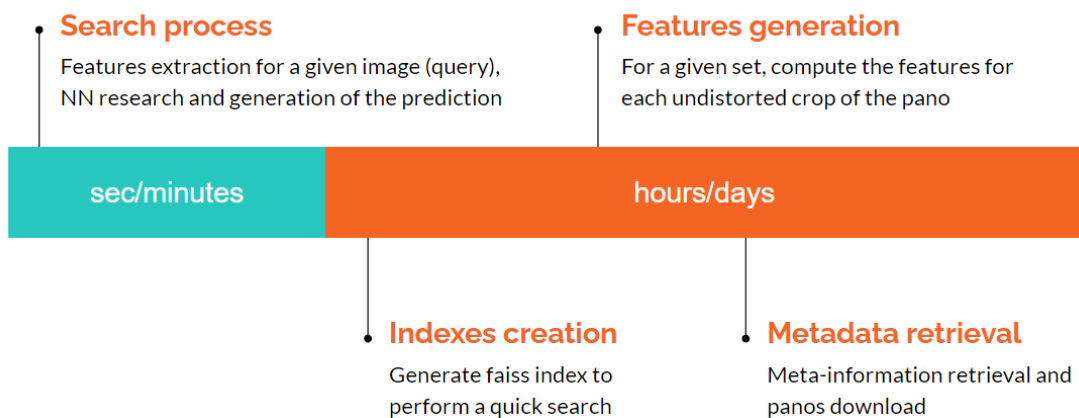 Search process
Features extraction for a given image (query),
NN research and generation of the prediction
Features generation
For a given set, compute the features for
each undistorted crop of the pano
sec/minutes
hours/days
Indexes creation
Generate faiss index to
perform a quick search
Metadata retrieval
Meta-information retrieval and
panos download